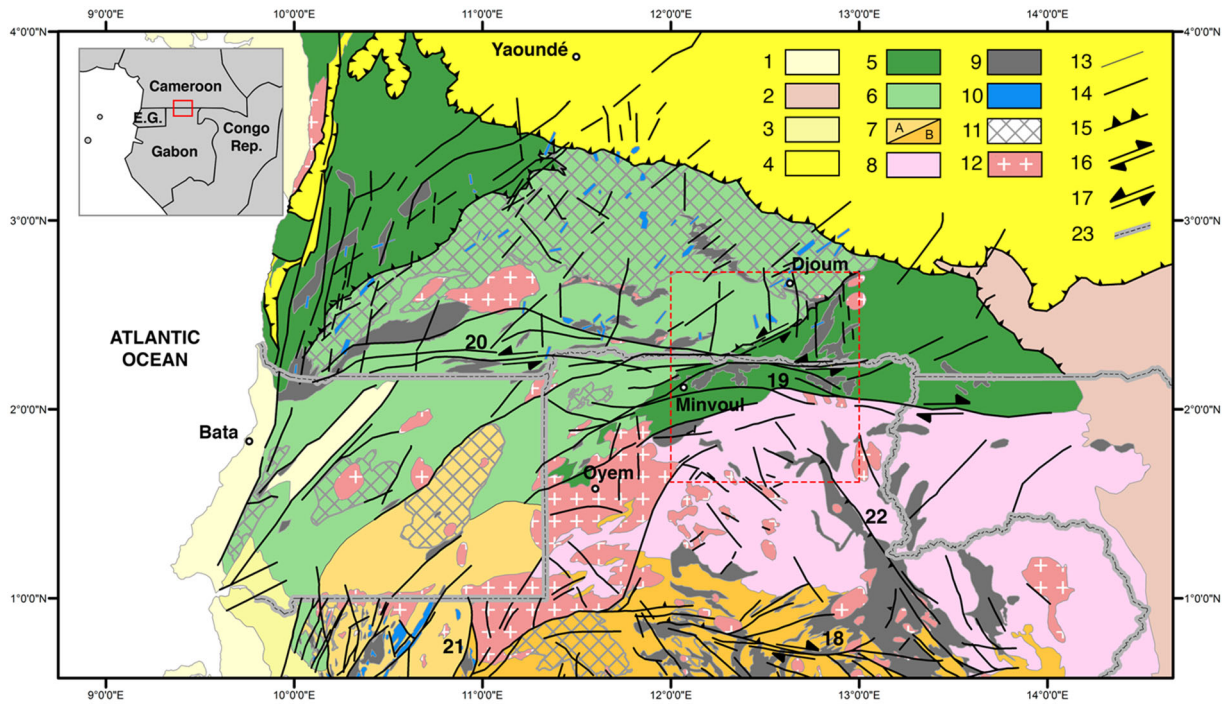 9°0'0"E 10°0'0"E 11°0'0"E 12°0'0"E 13°0'0"E 14°0'0"E
4°0'0"N 4°0'0"N
Yaoundé
Cameroon
E.G.
Gabon
Congo
Rep.
1 5 9 13
2 6 10 14
3 7 A B 11 15
4 8 12 16
17
23
3°0'0"N 3°0'0"N
Djoum
ATLANTIC
OCEAN
20
19
Minvoul
2°0'0"N 2°0'0"N
Bata
Oyem
22
1°0'0"N 1°0'0"N
21
18
9°0'0"E 10°0'0"E 11°0'0"E 12°0'0"E 13°0'0"E 14°0'0"E